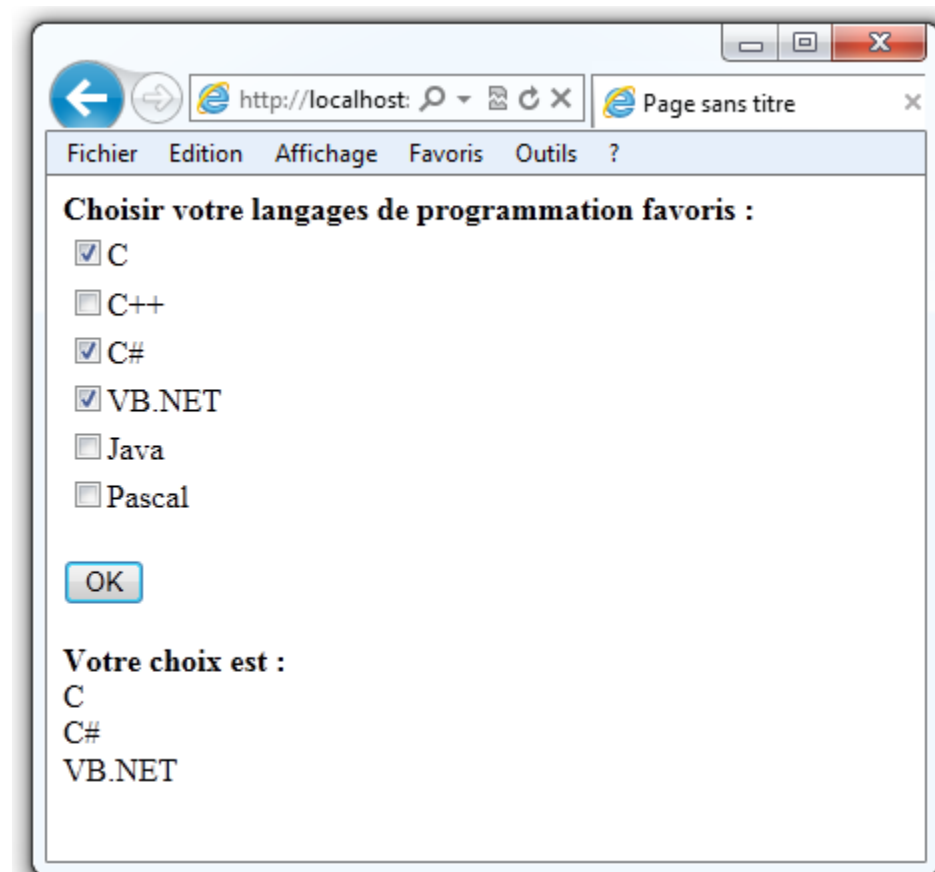 http://localhost:
Page sans titre
Fichier Edition Affichage Favoris Outils ?
Choisir votre langages de programmation favoris :
C
C++
C#
VB.NET
Java
Pascal
OK
Votre choix est :
C
C#
VB.NET